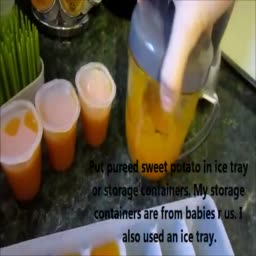 Put pureed sweet potato in ice tray
or storage containers. My storage
containers are from babies r us. I
also used an ice tray.